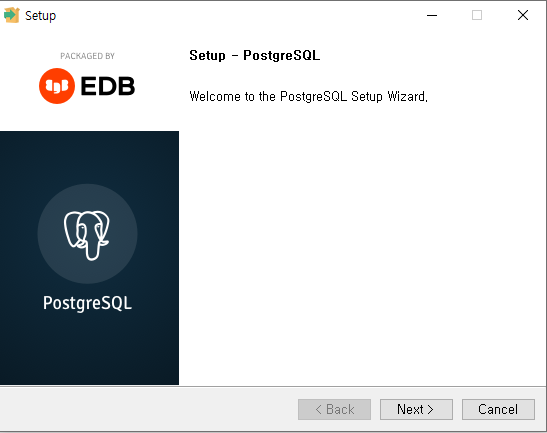 Setup
PACKAGED BY
EDB
Setup - PostgreSQL
Welcome to the PostgreSQL Setup Wizard.
PostgreSQL
< Back
Next >
Cancel